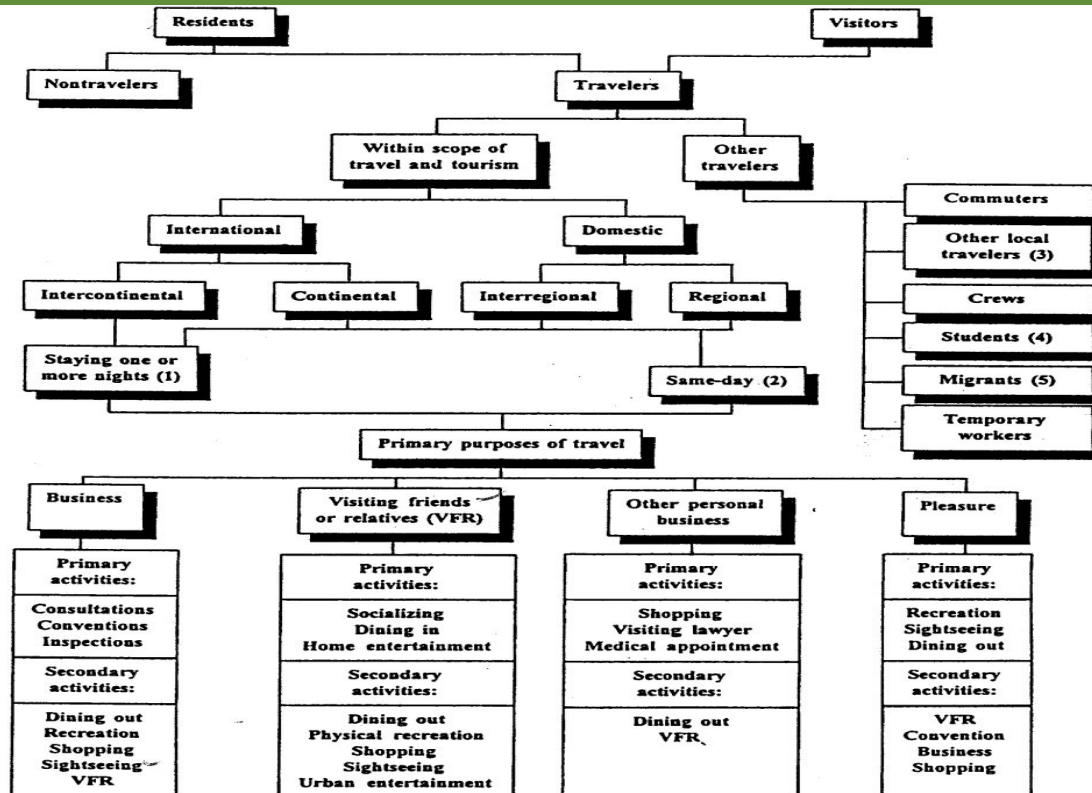 Residents
Visitors
Nontravelers
Travelers
Within scope of
travel and tourism
Other
travelers
Commuters
Other local
travelers (3)
Crews
Students (4)
Migrants (5)
Temporary
workers
International
Domestic
Intercontinental
Continental
Interregional
Regional
Staying one or
more nights (1)
Same-day (2)
Primary purposes of travel
Business
Primary
activities:
Consultations
Conventions
Inspections
Secondary
activities:
Dining out
Recreation
Shopping
Sightseeing
VFR
Visiting friends
or relatives (VFR)
Primary
activities:
Socializing
Dining in
Home entertainment
Secondary
activities:
Dining out
Physical recreation
Shopping
Sightseeing
Urban entertainment
Other personal
business
Primary
activities:
Shopping
Visiting lawyer
Medical appointment
Secondary
activities:
Dining out
VFR
Pleasure
Primary
activities:
Recreation
Sightseeing
Dining out
Secondary
activities:
VFR
Convention
Business
Shopping